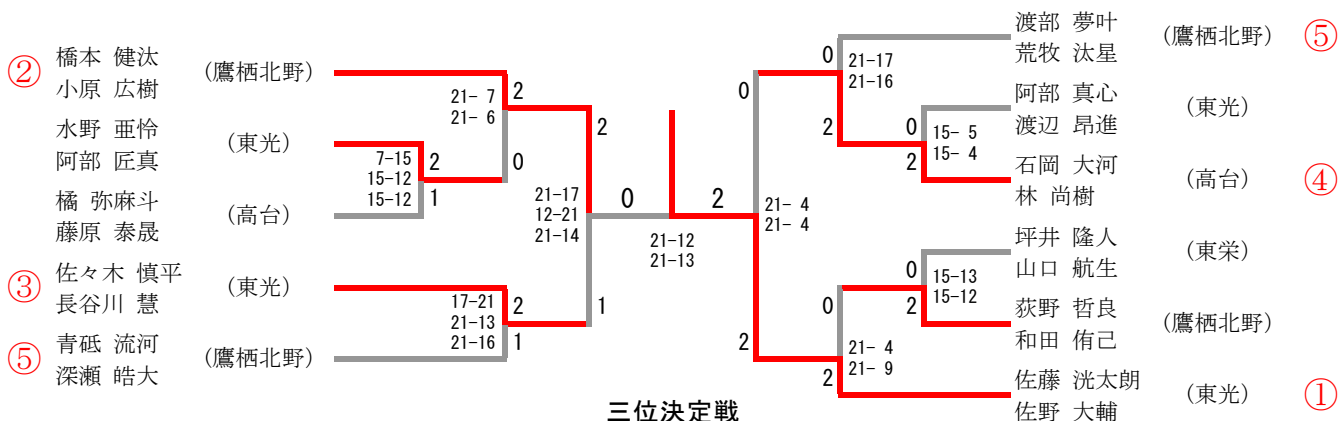 ② 橋本 健汰 (鷹栖北野)
小原 広樹
水野 亜怜 (東光)
阿部 匠真
橘 弥麻斗 (高台)
藤原 泰晟
③ 佐々木 慎平 (東光)
長谷川 慧
⑤ 青砥 流河 (鷹栖北野)
深瀬 皓大
21- 7
21- 6
2
0
7-15
15-12
15-12
2
1
17-21
21-13
21-16
2
1
21-17
12-21
21-14
2
1
0
2
21-12
21-13
0
2
21- 4
21- 4
0
2
21-17
21-16
0
2
15- 5
15- 4
0
2
15-13
15-12
0
2
21- 4
21- 9
渡部 夢叶 (鷹栖北野) ⑤
荒牧 汰星
阿部 真心 (東光)
渡辺 昂進
石岡 大河 (高台) ④
林 尚樹
坪井 隆人 (東栄)
山口 航生
荻野 哲良 (鷹栖北野)
和田 侑己
佐藤 洸太朗 (東光) ①
佐野 大輔
三位決定戦